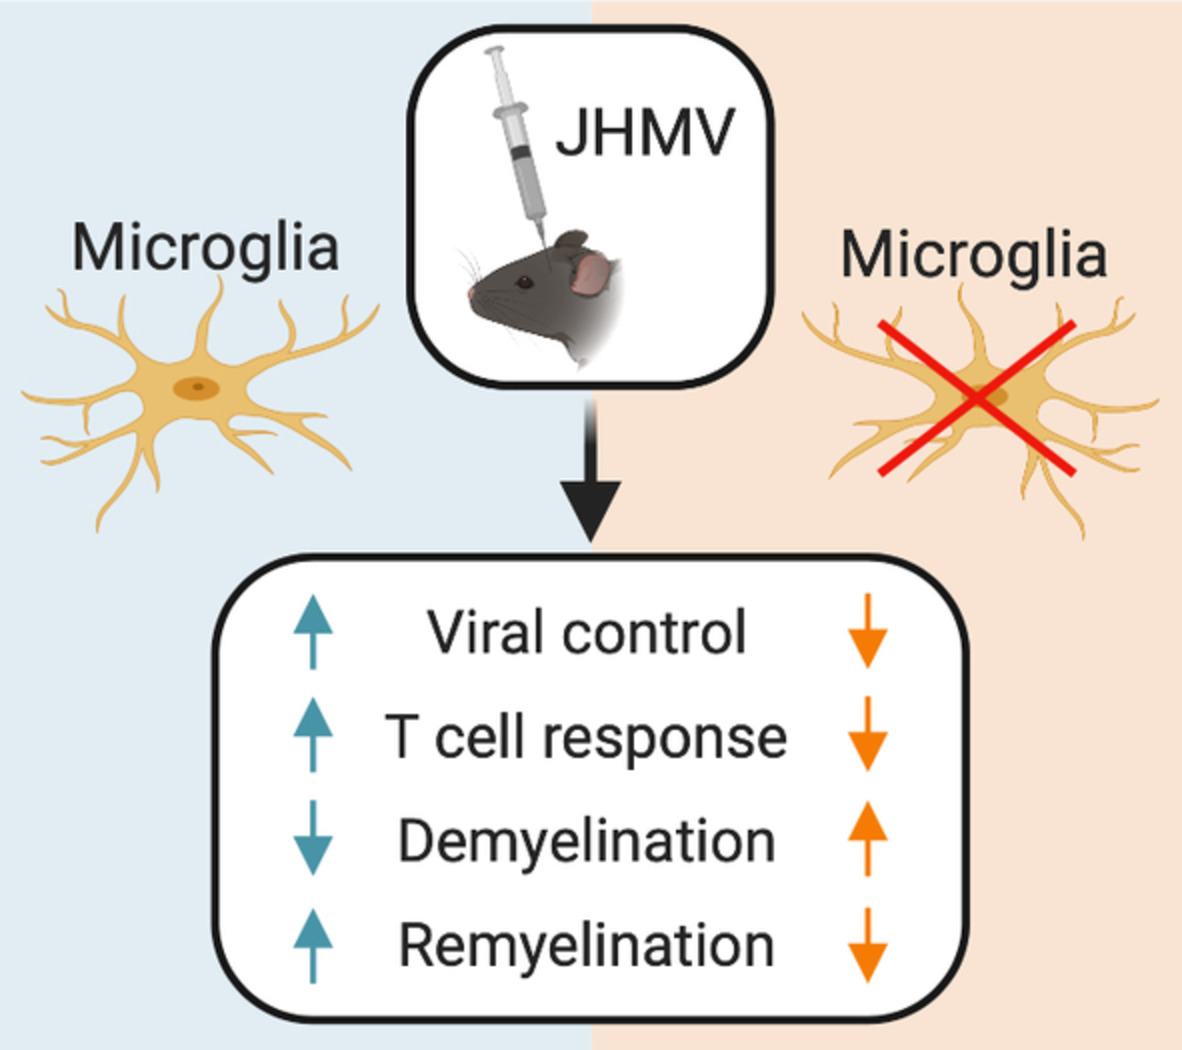 JHMV
Microglia
Microglia
Viral control
T cell response
Demyelination
Remyelination